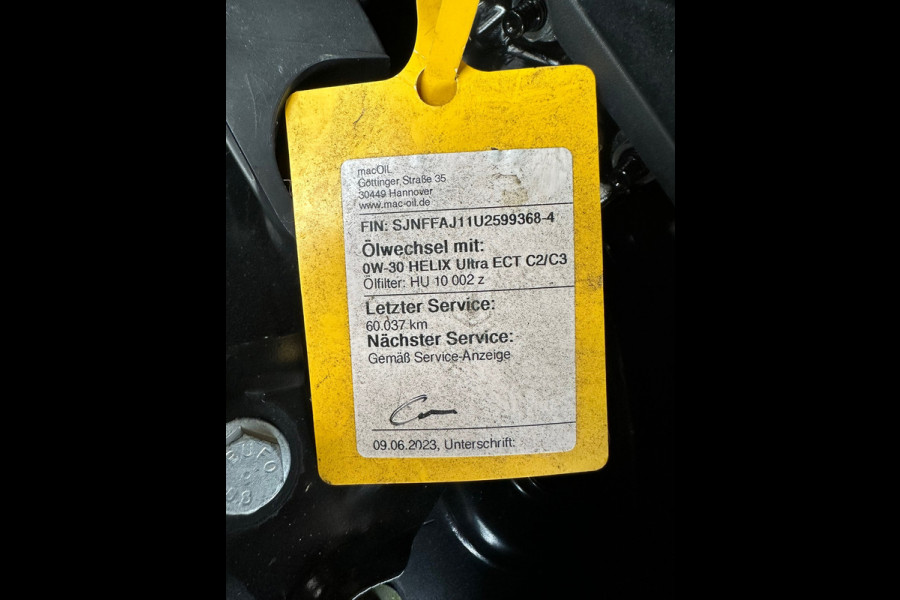 macOIL
Göttinger Straße 35
30449 Hannover
www.mac-oil.de
FIN: SJNFFAJ11U2599368-4
Ölwechsel mit:
0W-30 HELIX Ultra ECT C2/C3
Ölfilter: HU 10 002 z
Letzter Service:
60.037 km
Nächster Service:
Gemäß Service-Anzeige
09.06.2023, Unterschrift: